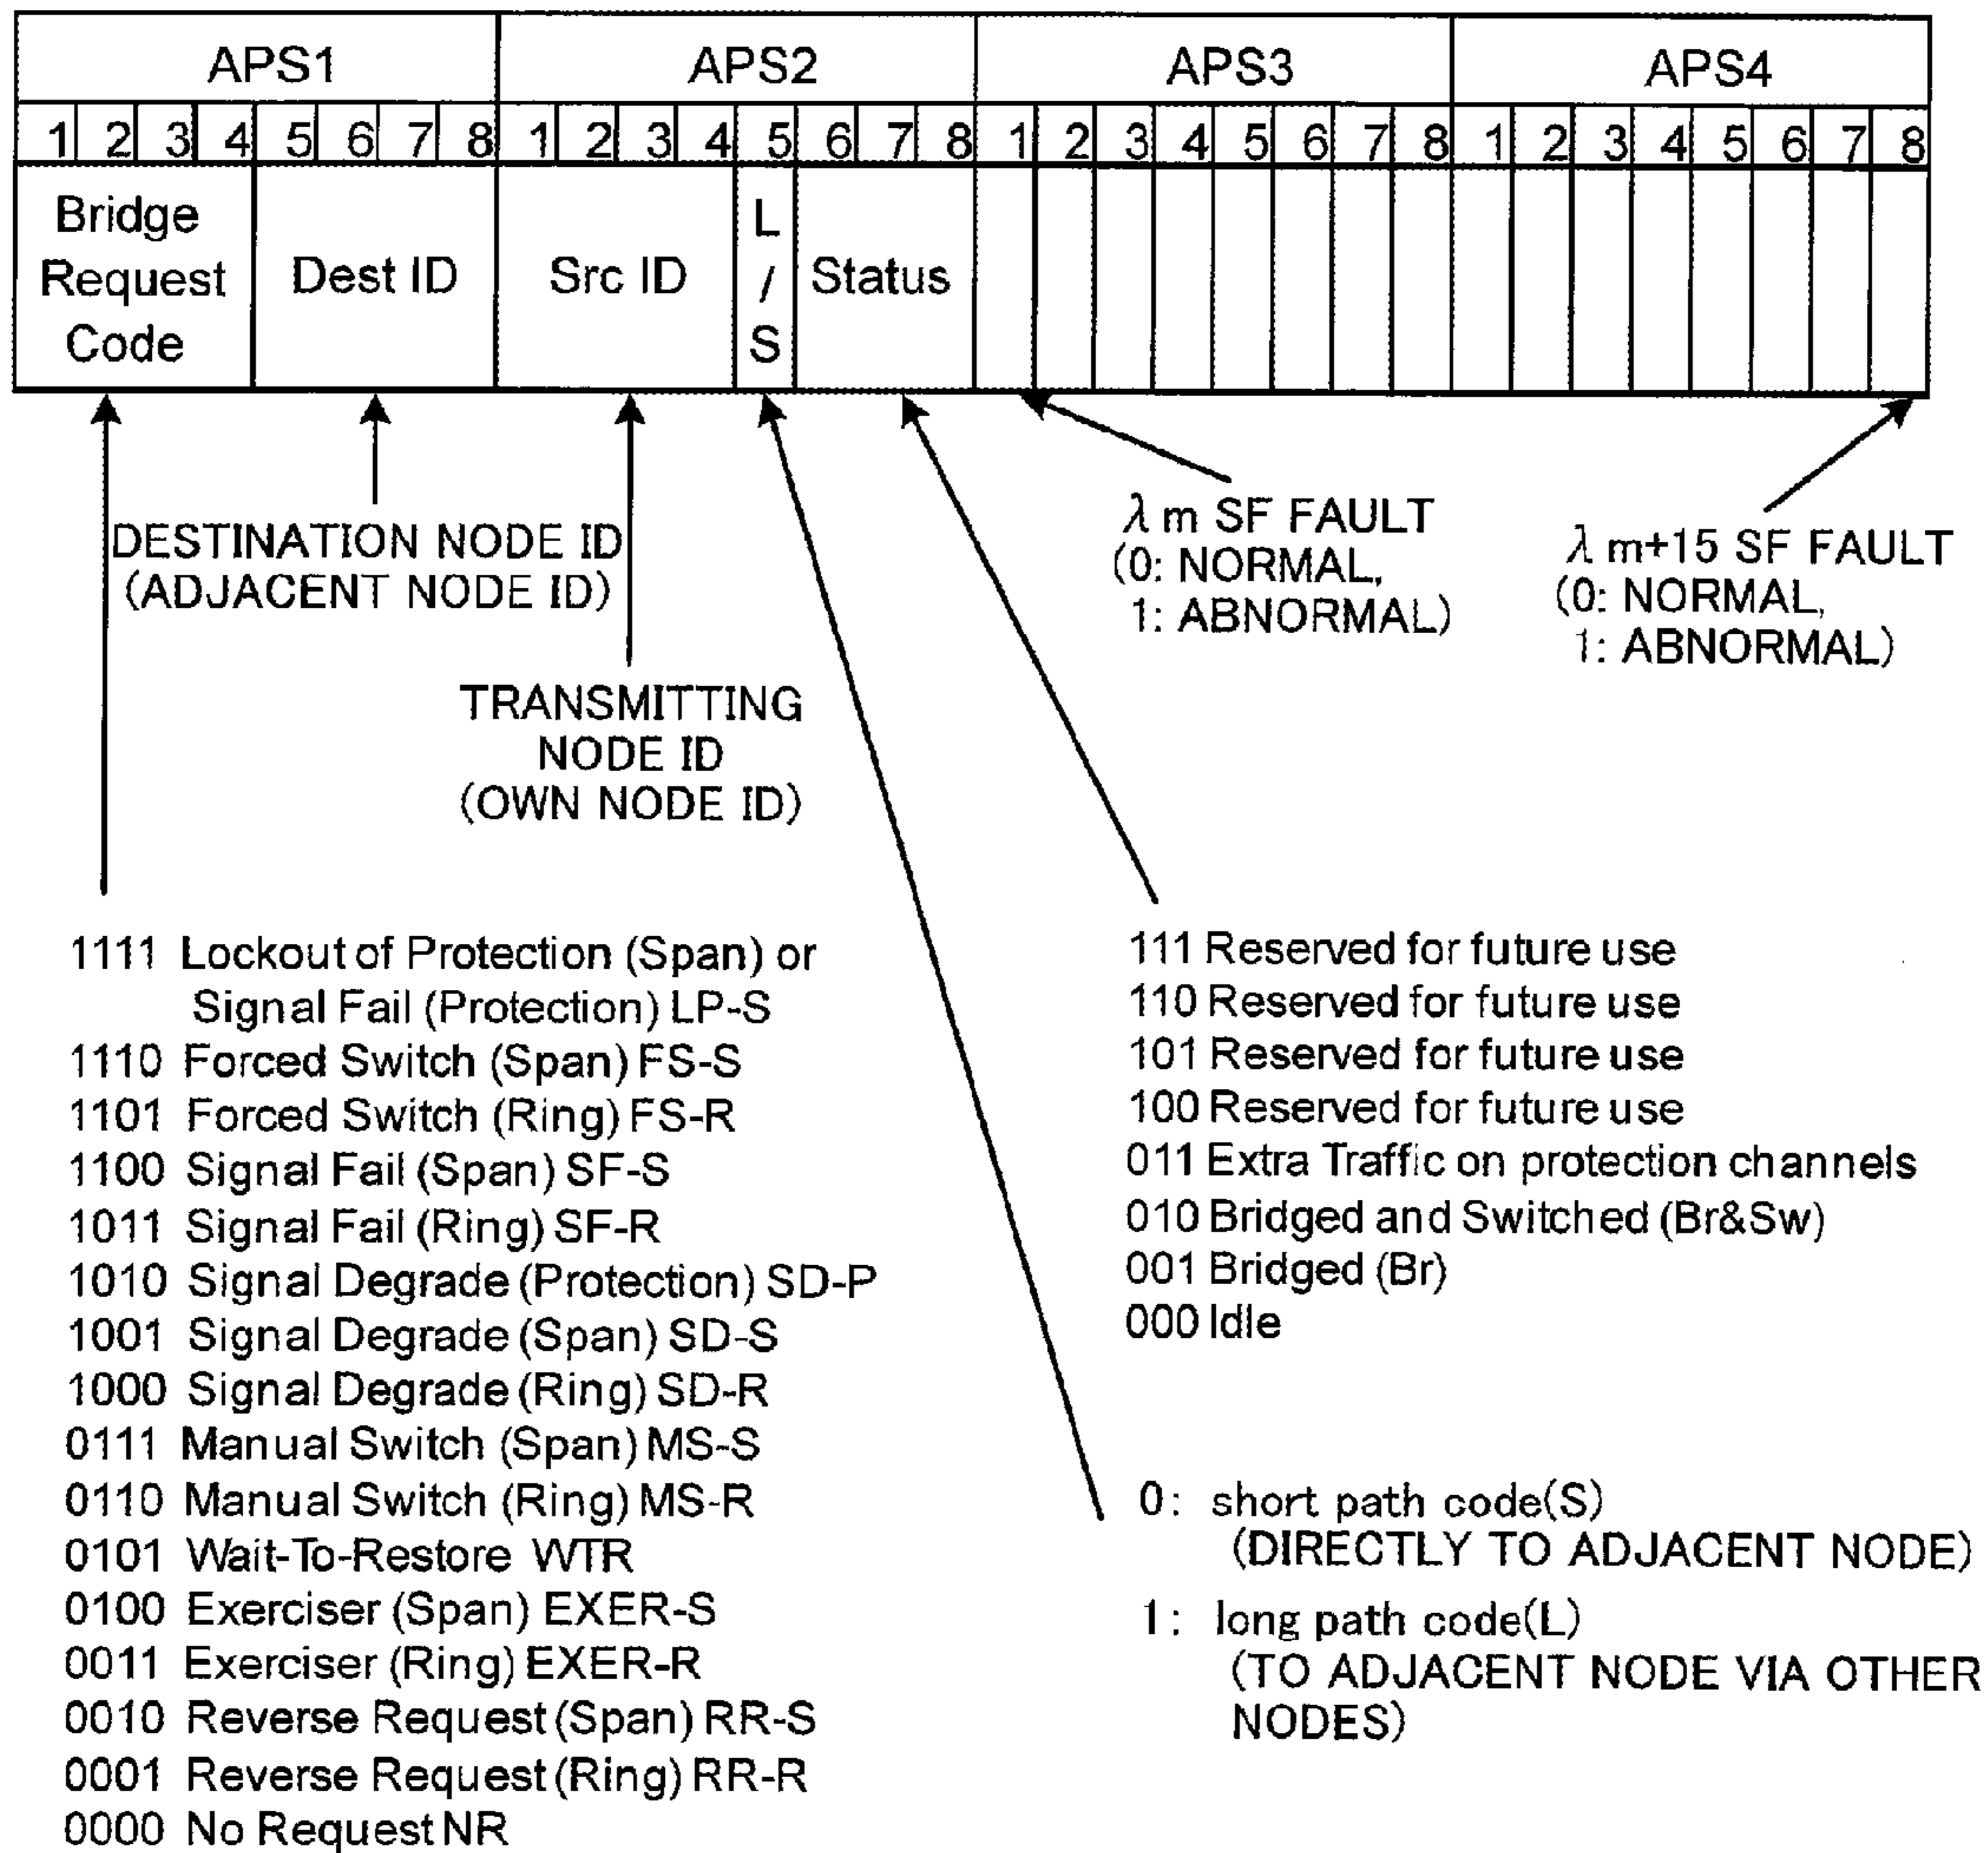 APS1 APS2 APS3 APS4
1 2 3 4 5 6 7 8 1 2 3 4 5 6 7 8 1 2 3 4 5 6 7 8 1 2 3 4 5 6 7 8
Bridge
Request
Code
Dest ID
Src ID
L
/
S
Status
DESTINATION NODE ID
(ADJACENT NODE ID)
TRANSMITTING
NODE ID
(OWN NODE ID)
λ m SF FAULT
(0: NORMAL,
1: ABNORMAL)
λ m+15 SF FAULT
(0: NORMAL,
1: ABNORMAL)
1111 Lockout of Protection (Span) or
Signal Fail (Protection) LP-S
1110 Forced Switch (Span) FS-S
1101 Forced Switch (Ring) FS-R
1100 Signal Fail (Span) SF-S
1011 Signal Fail (Ring) SF-R
1010 Signal Degrade (Protection) SD-P
1001 Signal Degrade (Span) SD-S
1000 Signal Degrade (Ring) SD-R
0111 Manual Switch (Span) MS-S
0110 Manual Switch (Ring) MS-R
0101 Wait-To-Restore WTR
0100 Exerciser (Span) EXER-S
0011 Exerciser (Ring) EXER-R
0010 Reverse Request (Span) RR-S
0001 Reverse Request (Ring) RR-R
0000 No Request NR
111 Reserved for future use
110 Reserved for future use
101 Reserved for future use
100 Reserved for future use
011 Extra Traffic on protection channels
010 Bridged and Switched (Br&Sw)
001 Bridged (Br)
000 Idle
0: short path code(S)
(DIRECTLY TO ADJACENT NODE)
1: long path code(L)
(TO ADJACENT NODE VIA OTHER
NODES)